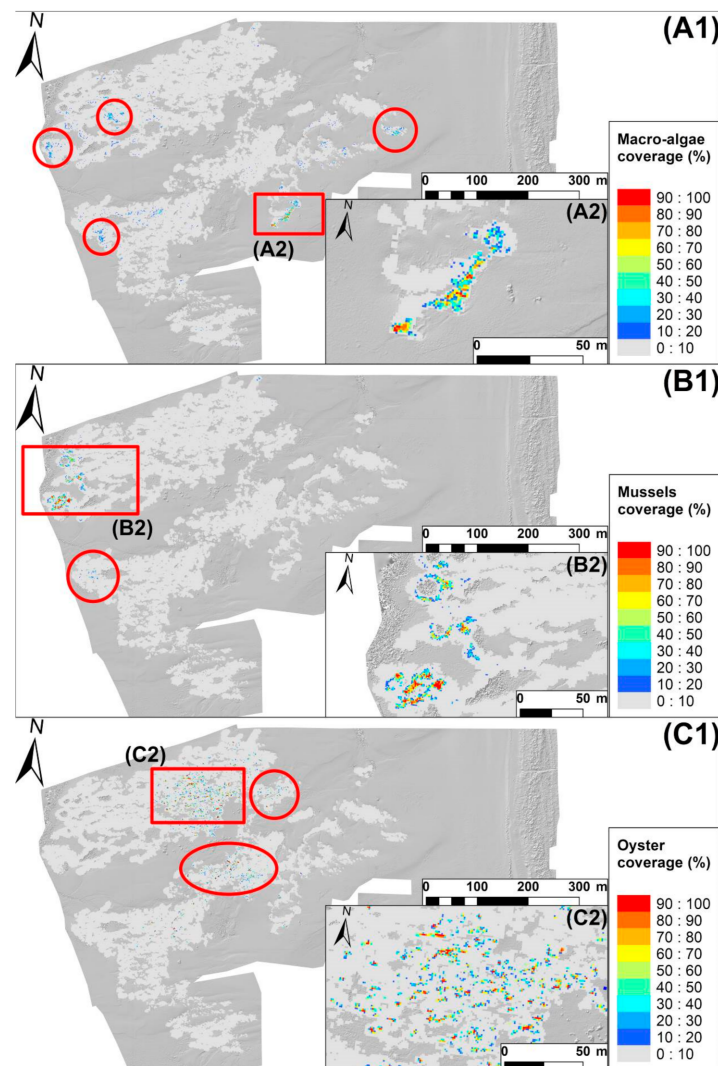 (A1)
N
Macro-algae
coverage (%)
90 : 100
80 : 90
70 : 80
60 : 70
50 : 60
40 : 50
30 : 40
20 : 30
10 : 20
0 : 10
0 100 200 300 m
(A2)
N
(A2)
0 50 m
(B1)
N
Mussels
coverage (%)
90 : 100
80 : 90
70 : 80
60 : 70
50 : 60
40 : 50
30 : 40
20 : 30
10 : 20
0 : 10
(B2)
0 100 200 300 m
N
(B2)
0 50 m
(C1)
N
(C2)
Oyster
coverage (%)
90 : 100
80 : 90
70 : 80
60 : 70
50 : 60
40 : 50
30 : 40
20 : 30
10 : 20
0 : 10
0 100 200 300 m
N
(C2)
0 50 m